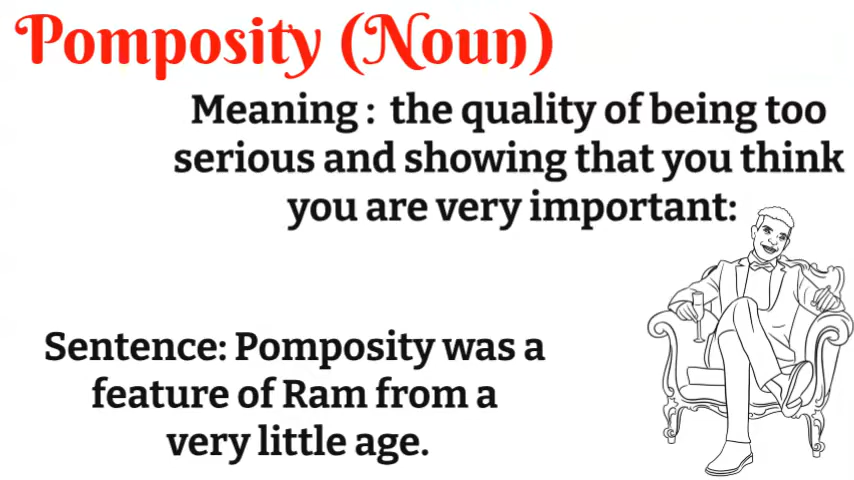 Pomposity (Noun)
Meaning : the quality of being too
serious and showing that you think
you are very important:
Sentence: Pomposity was a
feature of Ram from a
very little age.